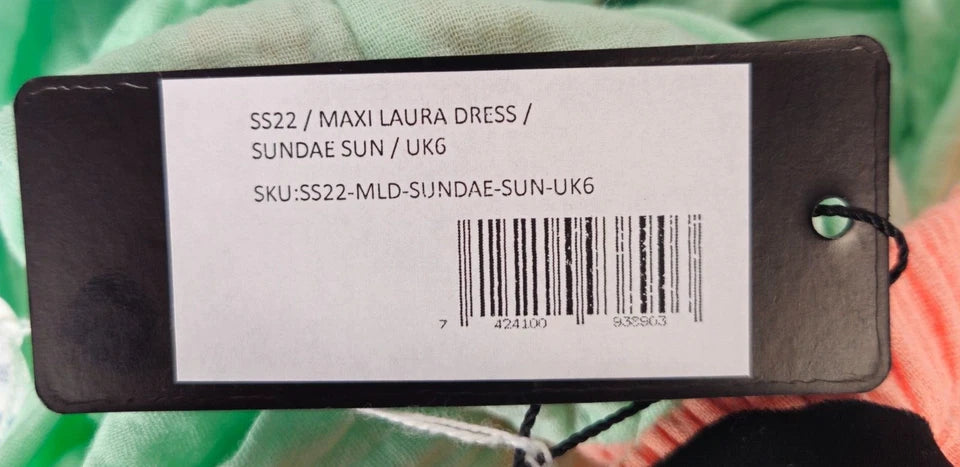 SS22 / MAXI LAURA DRESS /
SUNDAE SUN / UK6
SKU:SS22-MLD-SUNDAE-SUN-UK6
7 424100 938903